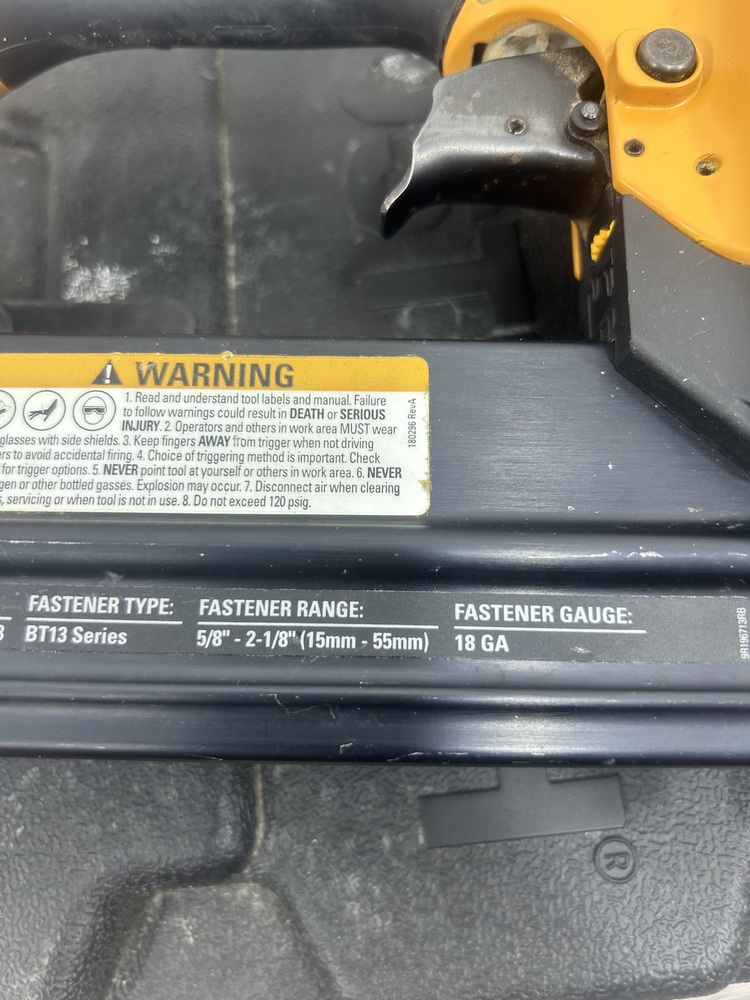 WARNING
1. Read and understand tool labels and manual. Failure
to follow warnings could result in DEATH or SERIOUS
INJURY. 2. Operators and others in work area MUST wear
glasses with side shields. 3. Keep fingers AWAY from trigger when not driving
to avoid accidental firing. 4. Choice of triggering method is important. Check
for trigger options. 5. NEVER point tool at yourself or others in work area. 6. NEVER
or other bottled gasses. Explosion may occur. 7. Disconnect air when clearing
servicing or when tool is not in use. 8. Do not exceed 120 psig.
180296 RevA
FASTENER TYPE: FASTENER RANGE: FASTENER GAUGE:
BT13 Series 5/8" - 2-1/8" (15mm - 55mm) 18 GA
9R196713RB
H
®